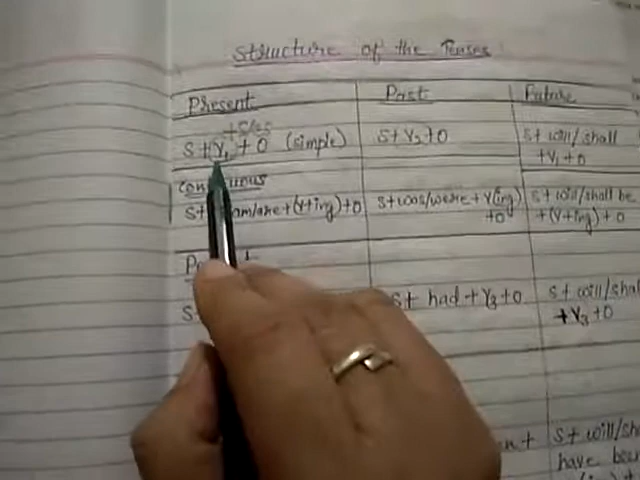 Structure of the Tenses
Present Past Future
+s/es
S+V1+O (simple) S+V2+O S+will/shall
+V1+O
Continuous
S+ am/are+(V+ing)+O S+was/were+V(ing) S+will/shall be
+O +(V+ing)+O
S+ had+V3+O S+will/shall
+V3+O
S+will/shall
have been